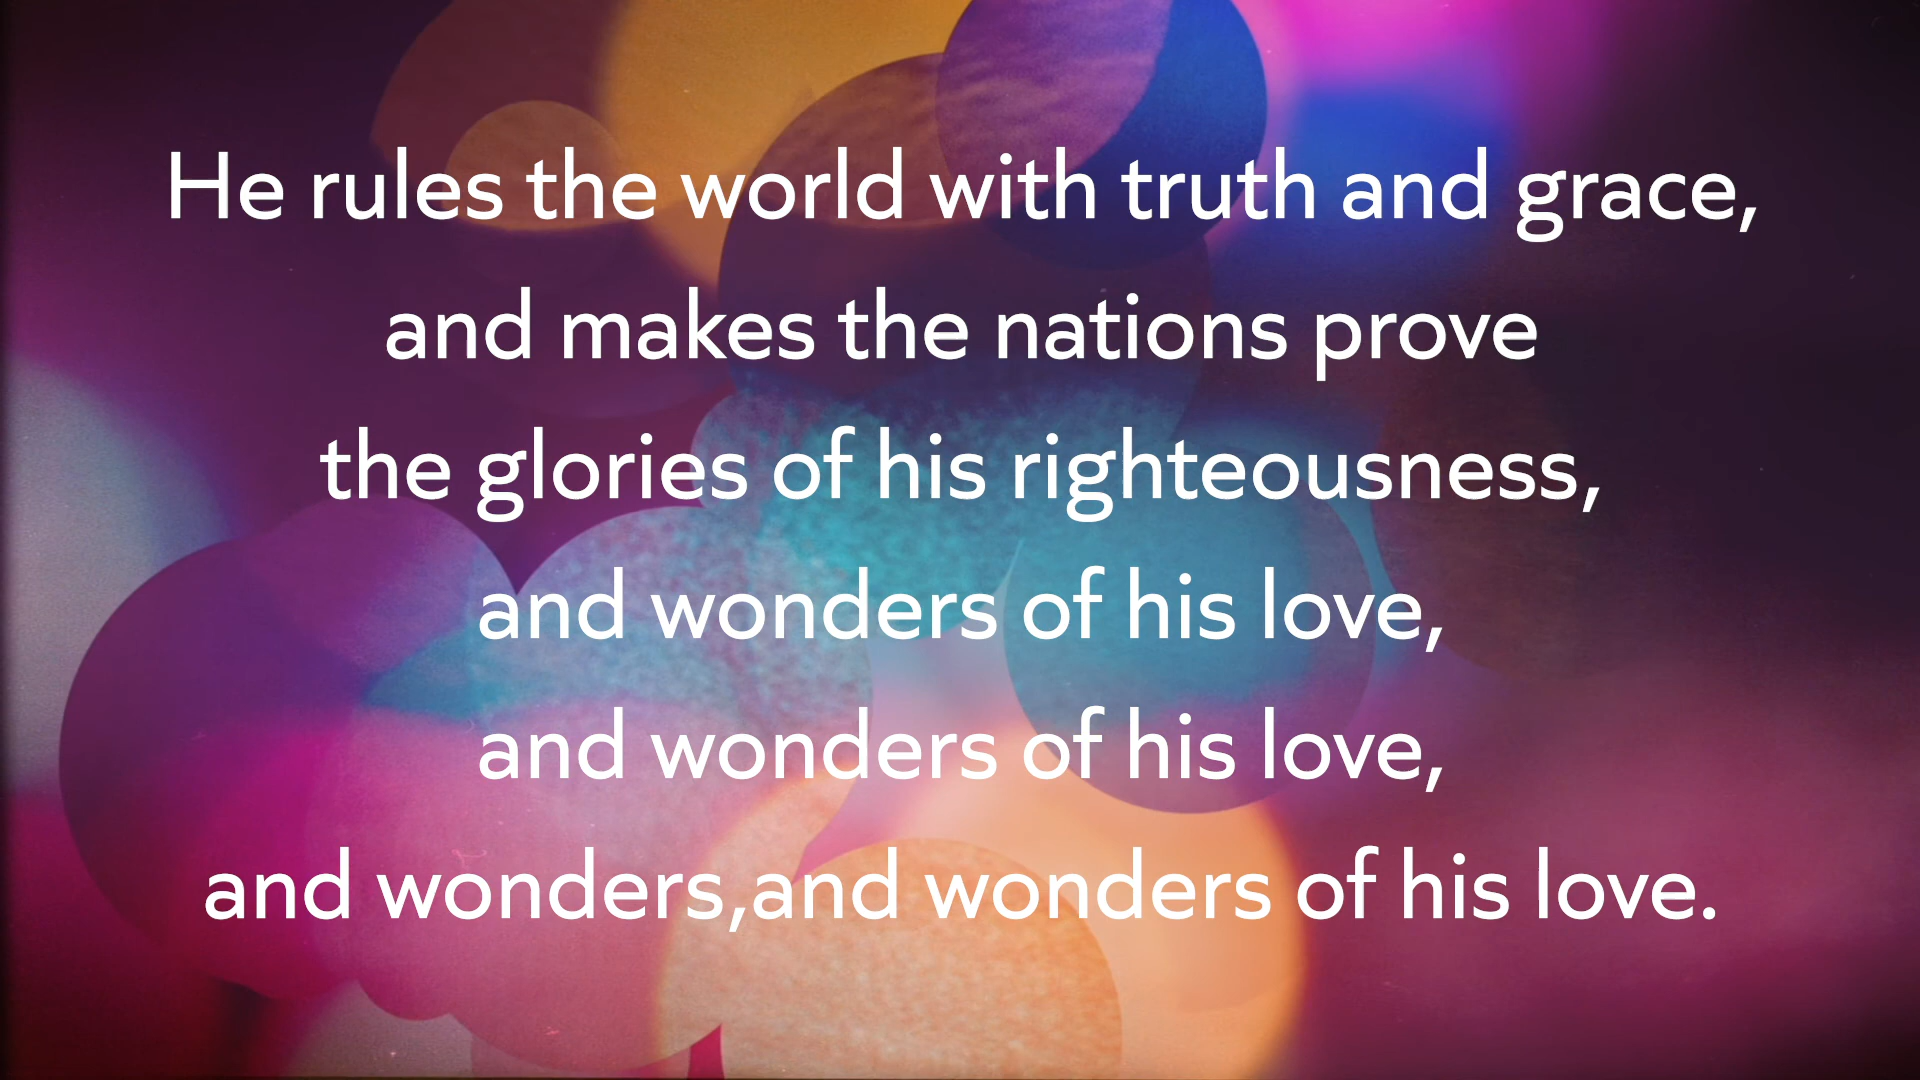 He rules the world with truth and grace,
and makes the nations prove
the glories of his righteousness,
and wonders of his love,
and wonders of his love,
and wonders,and wonders of his love.